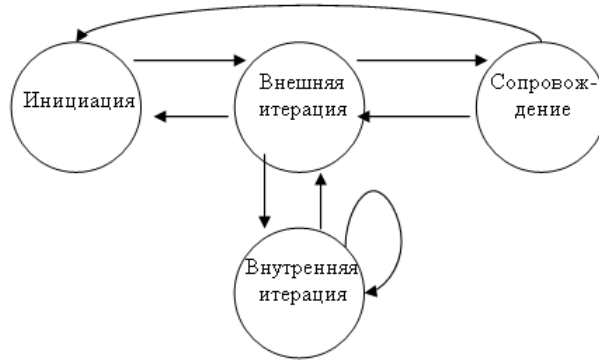 Инициация
Внешняя
итерация
Сопровож-
дение
Внутренняя
итерация